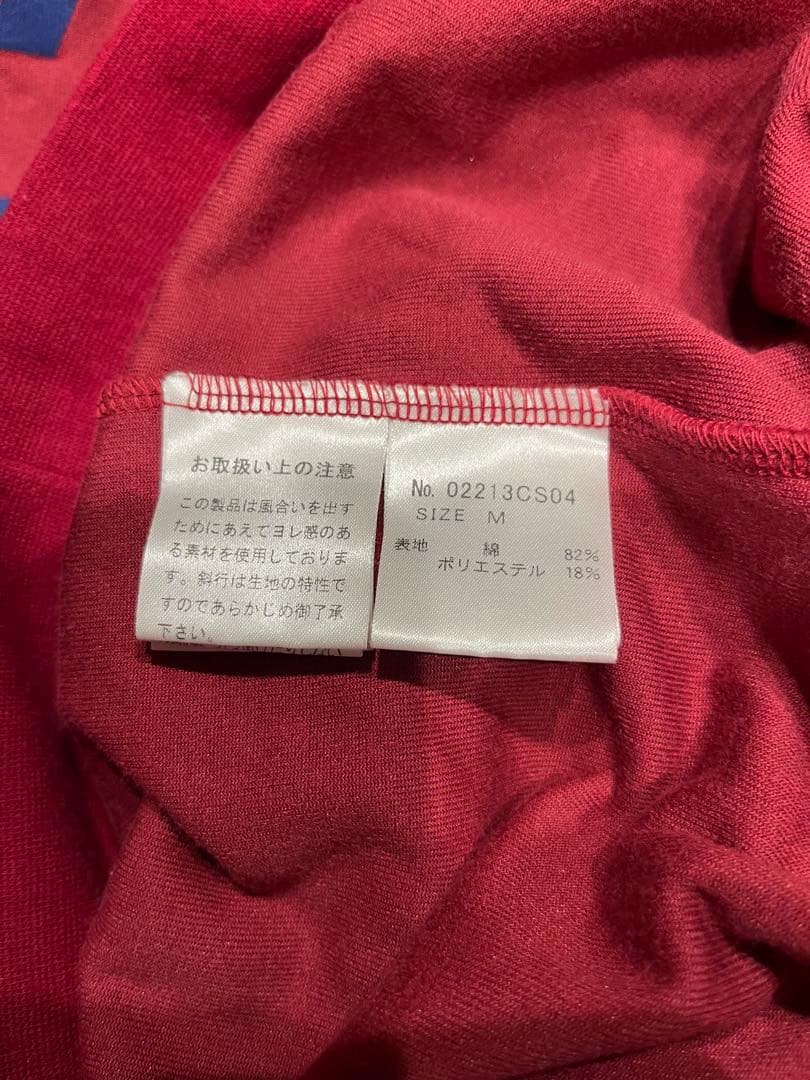 お取扱い上の注意
この製品は風合いを出す
ためにあえてヨレ感のあ
る素材を使用しておりま
す。斜行は生地の特性で
すのであらかじめ御了承
下さい。
No. 02213CS04
SIZE M
表地 綿 82%
ポリエステル 18%